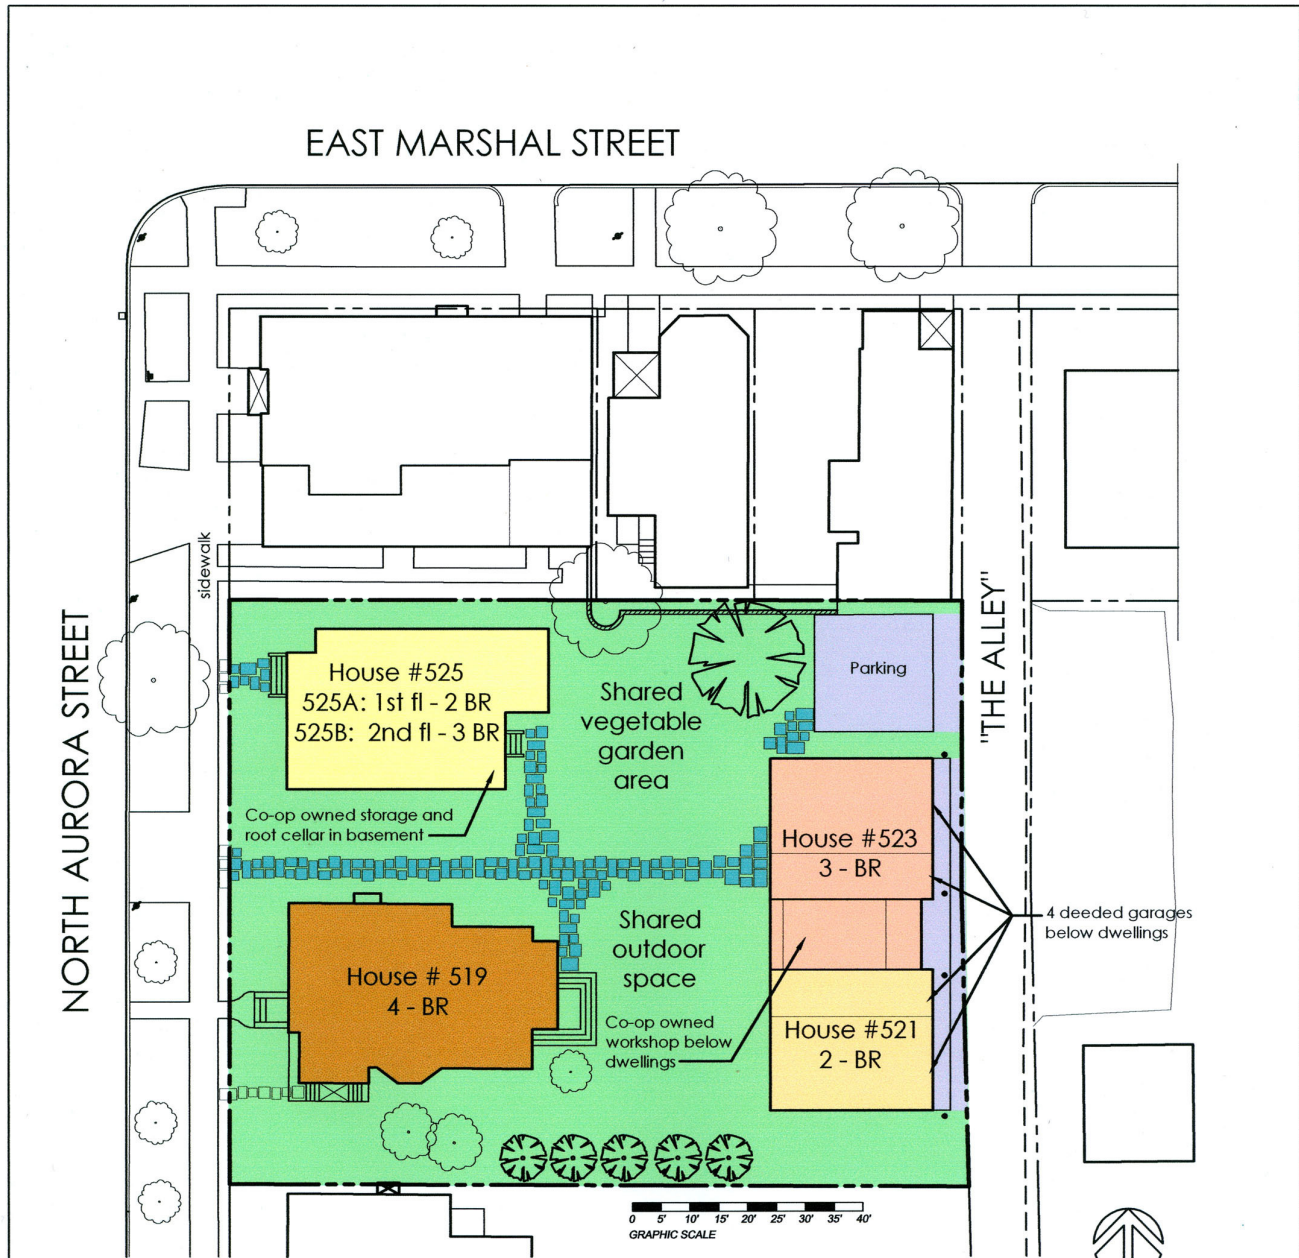 EAST MARSHAL STREET
sidewalk
NORTH AURORA STREET
"THE ALLEY"
House #525
525A: 1st fl - 2 BR
525B: 2nd fl - 3 BR
Shared
vegetable
garden
area
Parking
Co-op owned storage and
root cellar in basement
House #523
3 - BR
4 deeded garages
below dwellings
Shared
outdoor
space
House # 519
4 - BR
Co-op owned
workshop below
dwellings
House #521
2 - BR
0 5' 10' 15' 20' 25' 30' 35' 40'
GRAPHIC SCALE